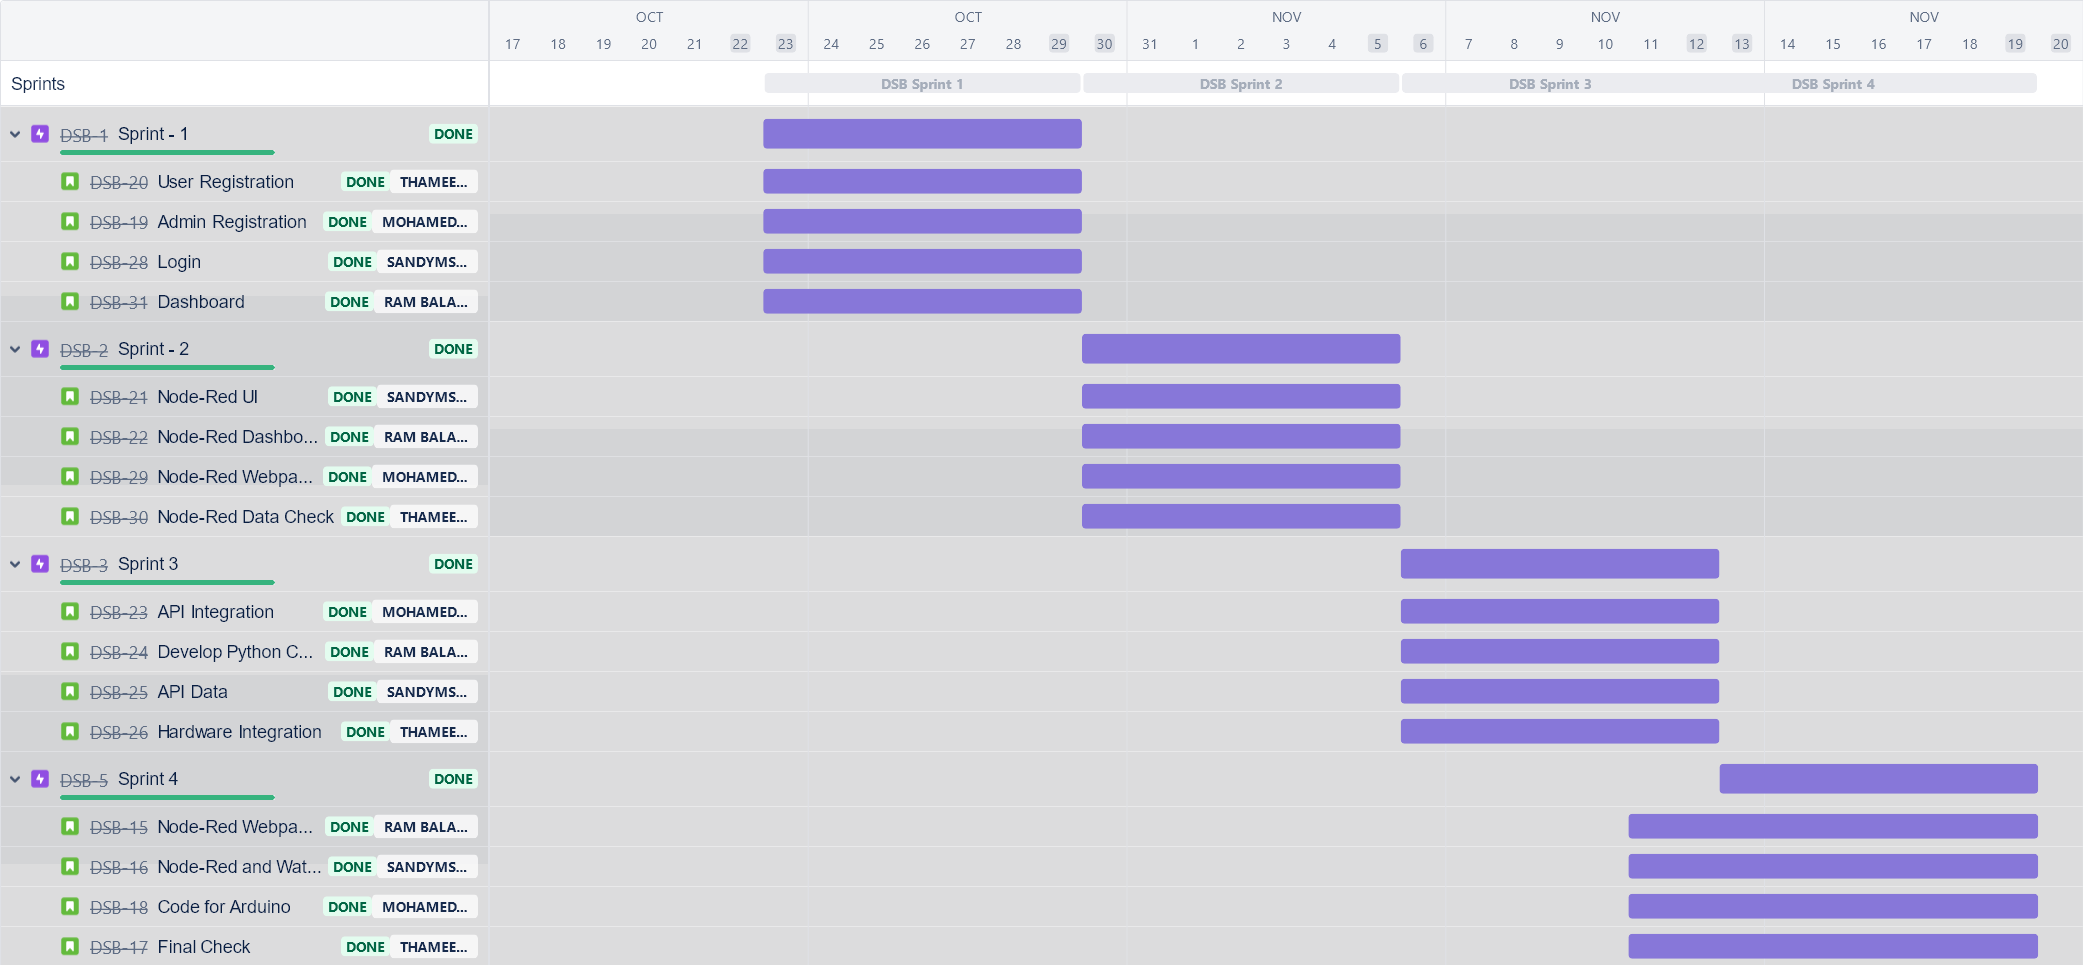 OCT OCT NOV NOV NOV
17 18 19 20 21 22 23 24 25 26 27 28 29 30 31 1 2 3 4 5 6 7 8 9 10 11 12 13 14 15 16 17 18 19 20
Sprints DSB Sprint 1 DSB Sprint 2 DSB Sprint 3 DSB Sprint 4
DSB-1 Sprint - 1 DONE
DSB-20 User Registration DONE THAMEE...
DSB-19 Admin Registration DONE MOHAMED...
DSB-28 Login DONE SANDYMS...
DSB-31 Dashboard DONE RAM BALA...
DSB-2 Sprint - 2 DONE
DSB-21 Node-Red UI DONE SANDYMS...
DSB-22 Node-Red Dashbo... DONE RAM BALA...
DSB-29 Node-Red Webpa... DONE MOHAMED...
DSB-30 Node-Red Data Check DONE THAMEE...
DSB-3 Sprint 3 DONE
DSB-23 API Integration DONE MOHAMED...
DSB-24 Develop Python C... DONE RAM BALA...
DSB-25 API Data DONE SANDYMS...
DSB-26 Hardware Integration DONE THAMEE...
DSB-5 Sprint 4 DONE
DSB-15 Node-Red Webpa... DONE RAM BALA...
DSB-16 Node-Red and Wat... DONE SANDYMS...
DSB-18 Code for Arduino DONE MOHAMED...
DSB-17 Final Check DONE THAMEE...